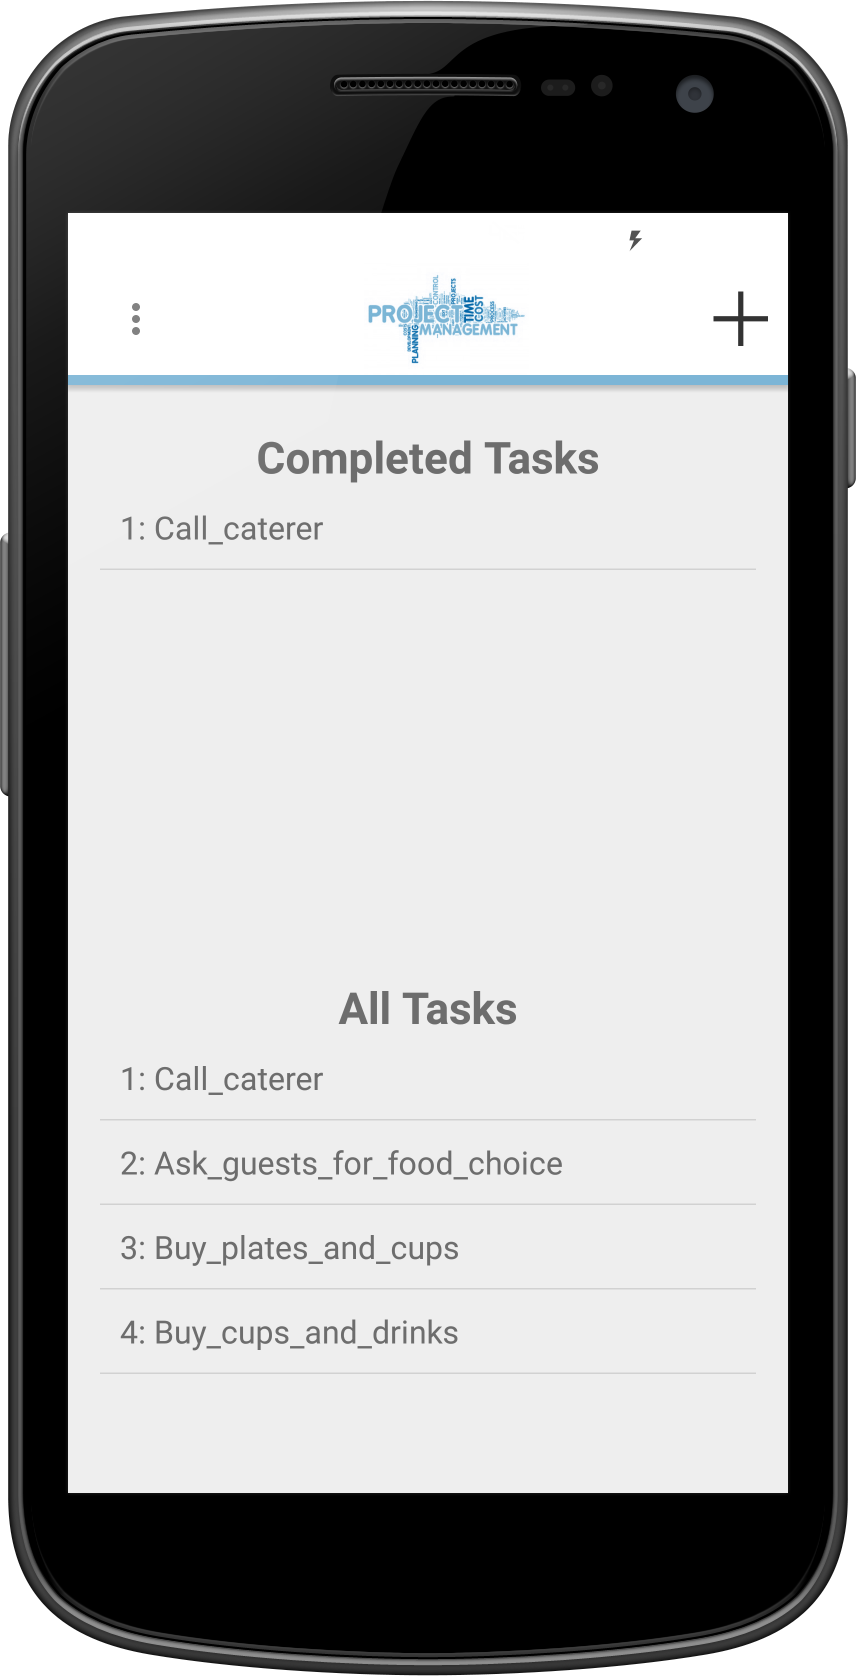 CONTROL
PROJECTS
PROJECT
TIME
COST
MANAGEMENT
PLANNING
Completed Tasks
1: Call_caterer
All Tasks
1: Call_caterer
2: Ask_guests_for_food_choice
3: Buy_plates_and_cups
4: Buy_cups_and_drinks